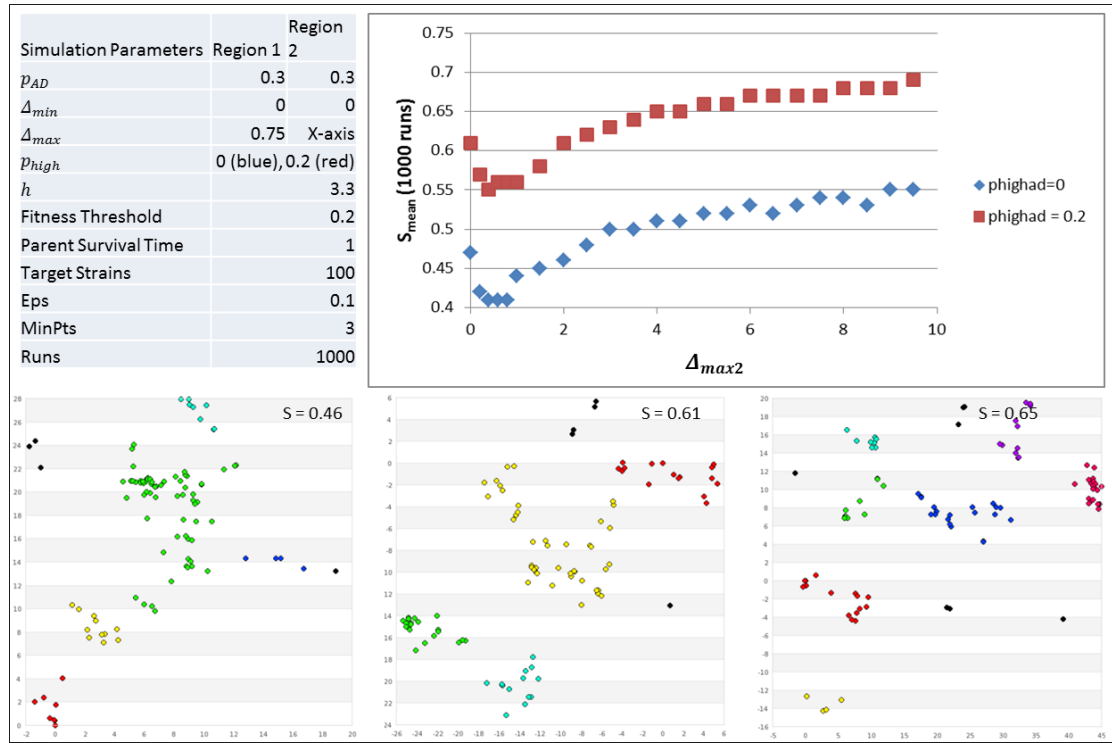 Simulation Parameters Region 1 Region 2
p_AD 0.3 0.3
Δ_min 0 0
Δ_max 0.75 X-axis
p_high 0 (blue), 0.2 (red)
h 3.3
Fitness Threshold 0.2
Parent Survival Time 1
Target Strains 100
Eps 0.1
MinPts 3
Runs 1000
S_mean (1000 runs)
0.75
0.7
0.65
0.6
0.55
0.5
0.45
0.4
0 2 4 6 8 10
Δ_max2
phighad=0
phighad = 0.2
S = 0.46
28
26
24
22
20
18
16
14
12
10
8
6
4
2
0
-2 0 2 4 6 8 10 12 14 16 18 20
S = 0.61
6
4
2
0
-2
-4
-6
-8
10
12
14
16
18
20
22
24
-26 -24 -22 -20 -18 -16 -14 -12 -10 -8 -6 -4 -2 0 2 4 6
S = 0.65
20
18
16
14
12
10
8
6
4
2
0
-2
-4
-6
-8
-10
-12
-14
-16
-5 0 5 10 15 20 25 30 35 40 45